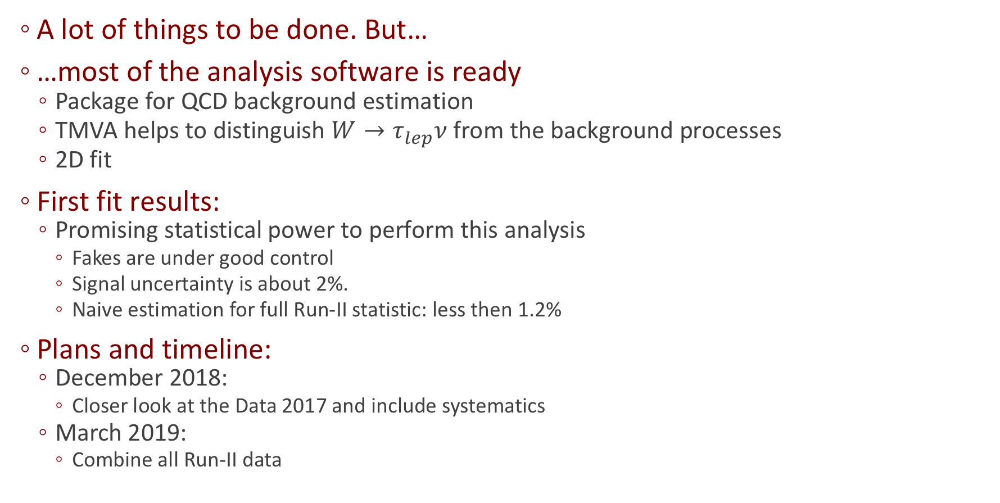 ◦ A lot of things to be done. But…
◦ …most of the analysis software is ready
◦ Package for QCD background estimation
◦ TMVA helps to distinguish W → τ_lep ν from the background processes
◦ 2D fit
◦ First fit results:
◦ Promising statistical power to perform this analysis
◦ Fakes are under good control
◦ Signal uncertainty is about 2%.
◦ Naive estimation for full Run-II statistic: less then 1.2%
◦ Plans and timeline:
◦ December 2018:
◦ Closer look at the Data 2017 and include systematics
◦ March 2019:
◦ Combine all Run-II data